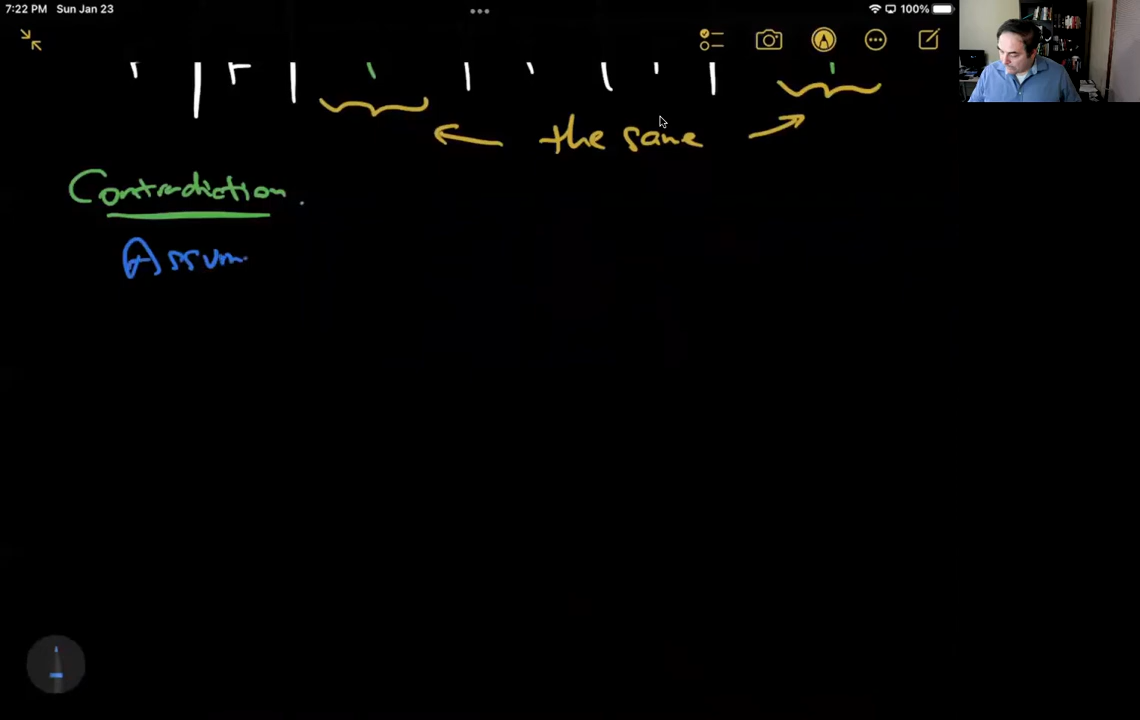 7:22 PM Sun Jan 23
100%
the same
Contradiction.
Assum